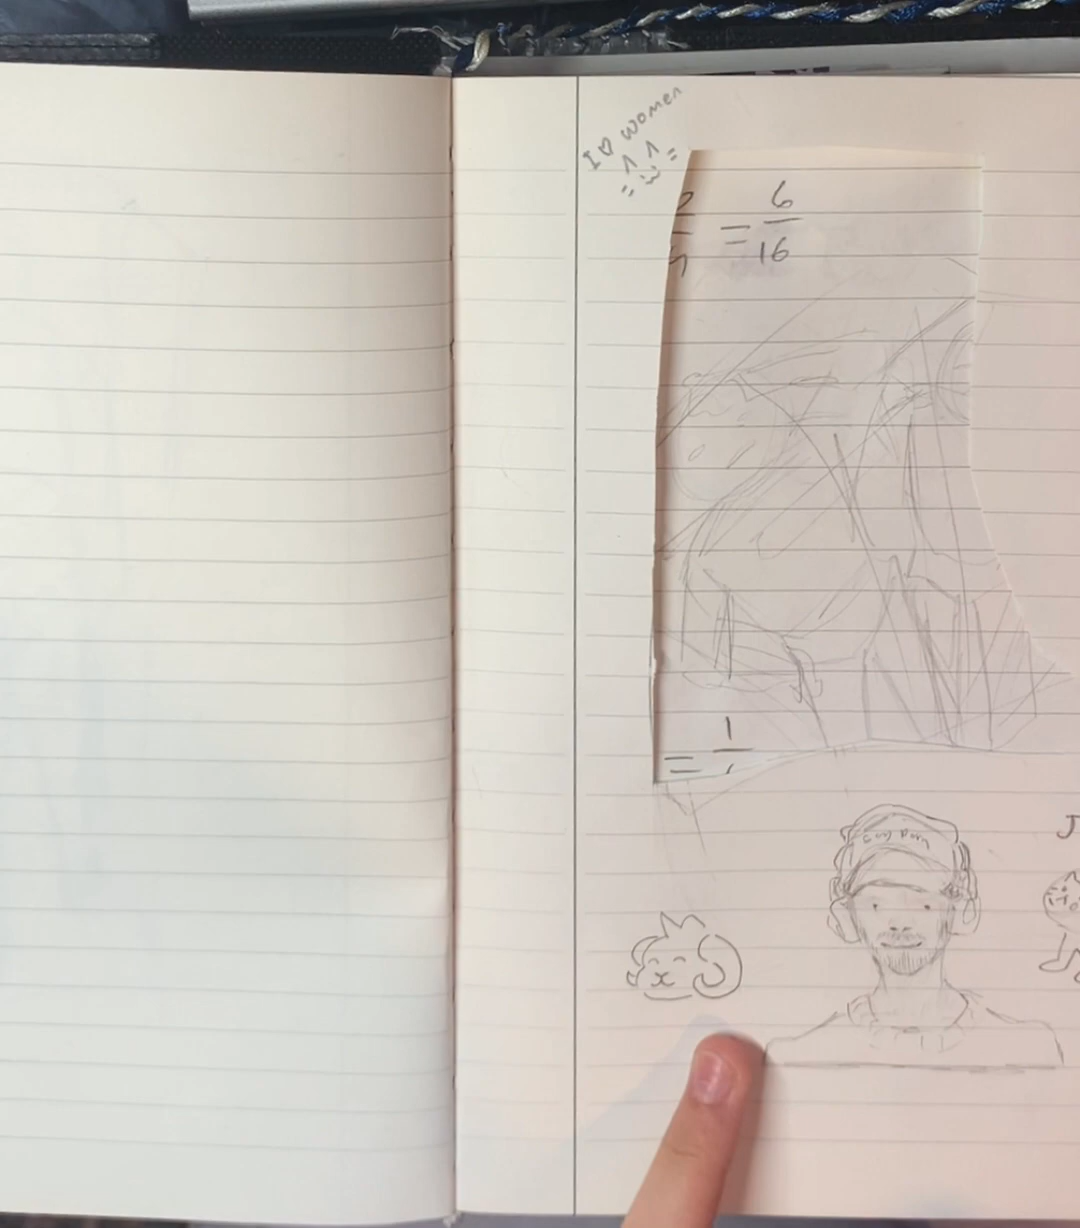 I ♡ women
= 6
16
= 1
J